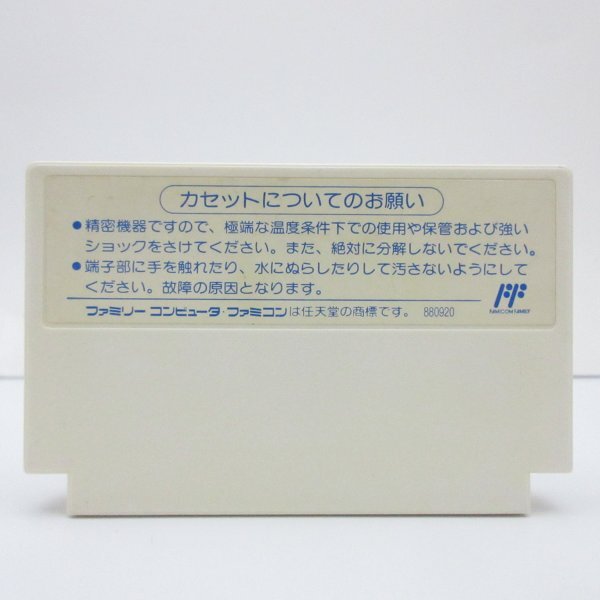 カセットについてのお願い
●精密機器ですので、極端な温度条件下での使用や保管および強い
ショックをさけてください。また、絶対に分解しないでください。
●端子部に手を触れたり、水にぬらしたりして汚さないようにして
ください。故障の原因となります。
ファミリー コンピュータ・ファミコンは任天堂の商標です。 880920
FF
FAMICOM FAMILY